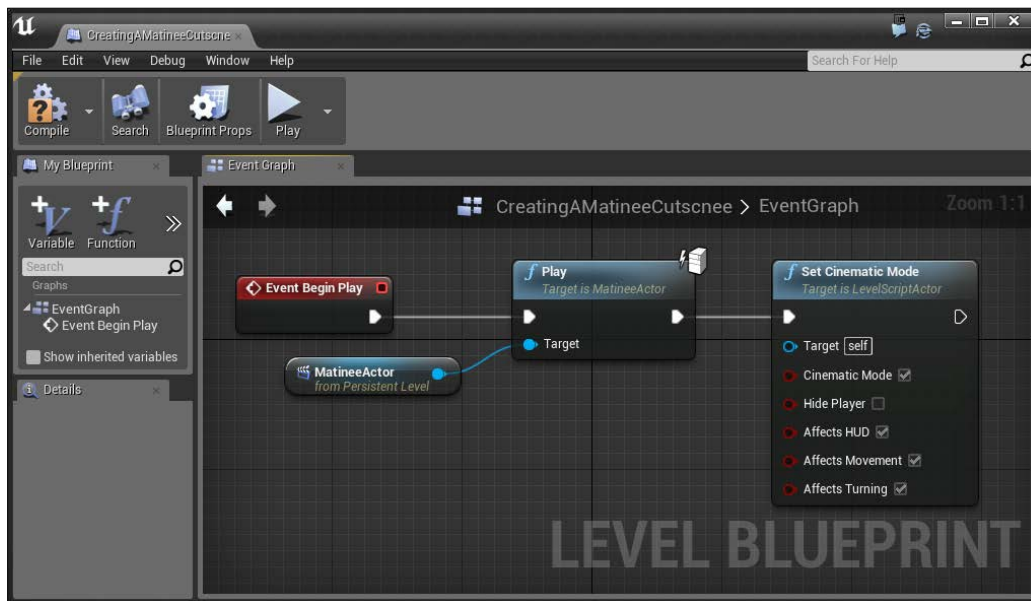 CreatingAMatineeCutscne
File Edit View Debug Window Help
Search For Help
Compile Search Blueprint Props Play
My Blueprint
Event Graph
Variable Function
Search
Graphs
EventGraph
Event Begin Play
Show inherited variables
Details
CreatingAMatineeCutscnee > EventGraph
Zoom 1:1
Event Begin Play
MatineeActor
from Persistent Level
Play
Target is MatineeActor
Target
Set Cinematic Mode
Target is LevelScriptActor
Target self
Cinematic Mode
Hide Player
Affects HUD
Affects Movement
Affects Turning
LEVEL BLUEPRINT